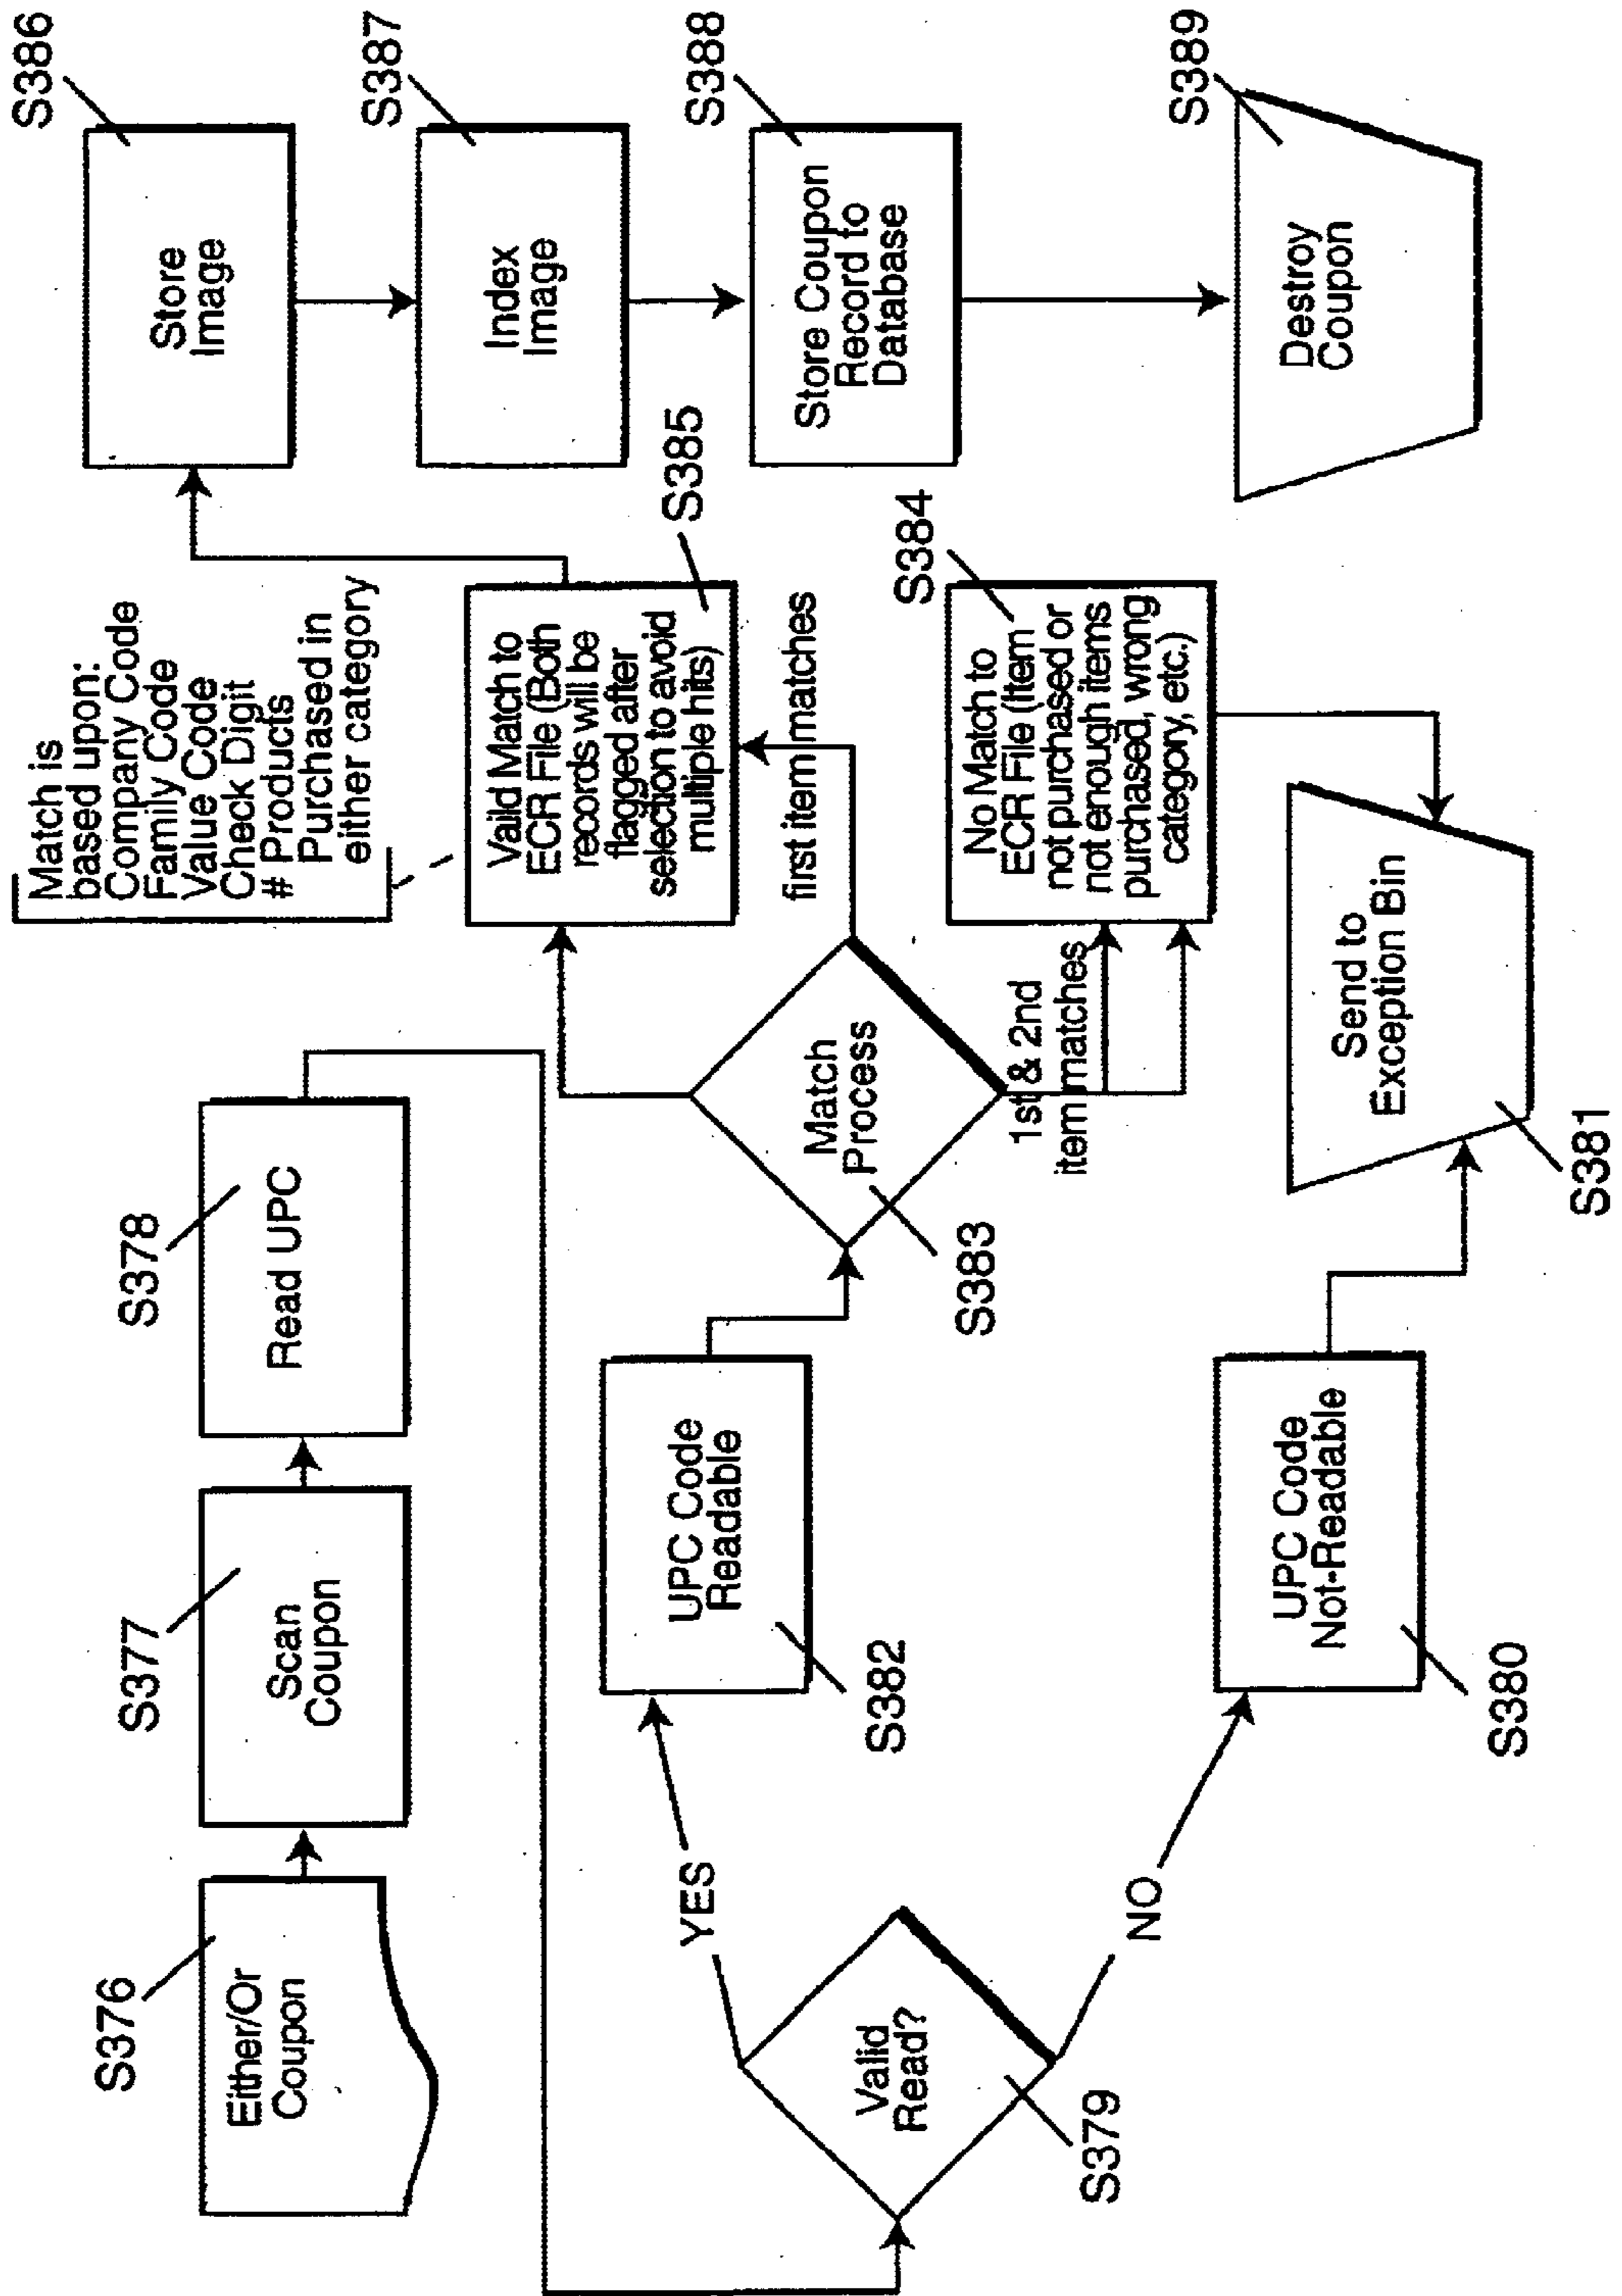 S376
Either/Or
Coupon
S377
Scan
Coupon
S378
Read UPC
S379
Valid
Read?
YES
NO
S382
UPC Code
Readable
S380
UPC Code
Not-Readable
S383
Match
Process
Match is
based upon:
Company Code
Family Code
Value Code
Check Digit
# Products
Purchased in
either category
S385
Valid Match to
ECR File (Both
records will be
flagged after
selection to avoid
multiple hits)
first item matches
1st & 2nd
item matches
S384
No Match to
ECR File (Item
not purchased or
not enough items
purchased, wrong
category, etc.)
S381
Send to
Exception Bin
S386
Store
Image
S387
Index
Image
S388
Store Coupon
Record to
Database
S389
Destroy
Coupon